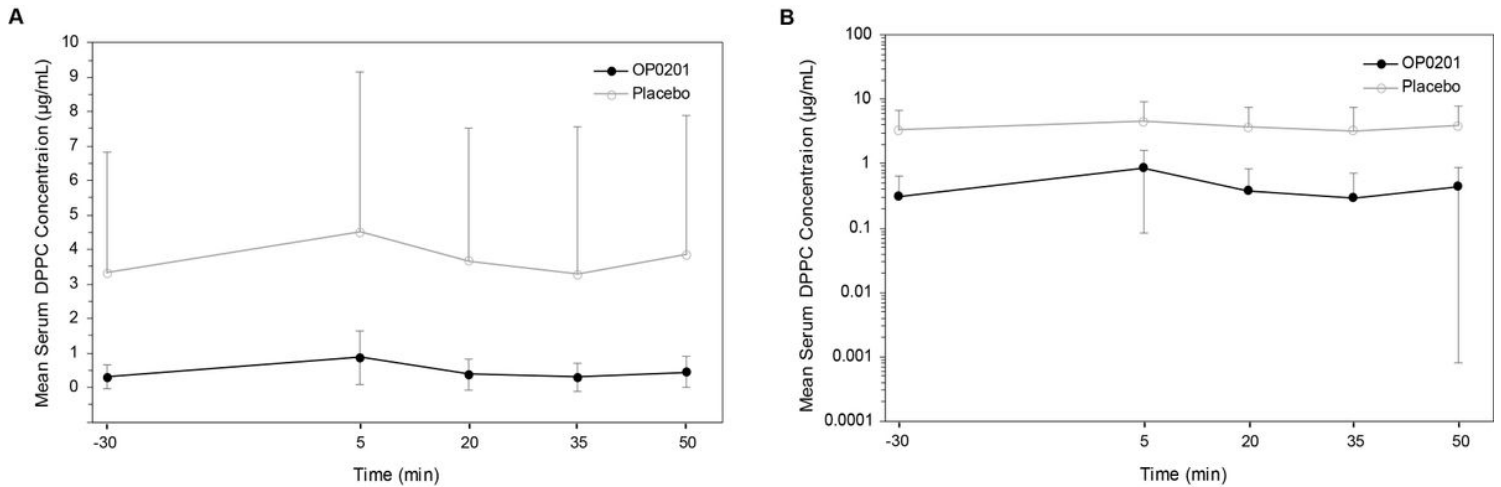 A
Mean Serum DPPC Concentraion (µg/mL)
10
9
8
7
6
5
4
3
2
1
0
-30
5
20
35
50
Time (min)
OP0201
Placebo
B
Mean Serum DPPC Concentration (µg/mL)
100
10
1
0.1
0.01
0.001
0.0001
-30
5
20
35
50
Time (min)
OP0201
Placebo